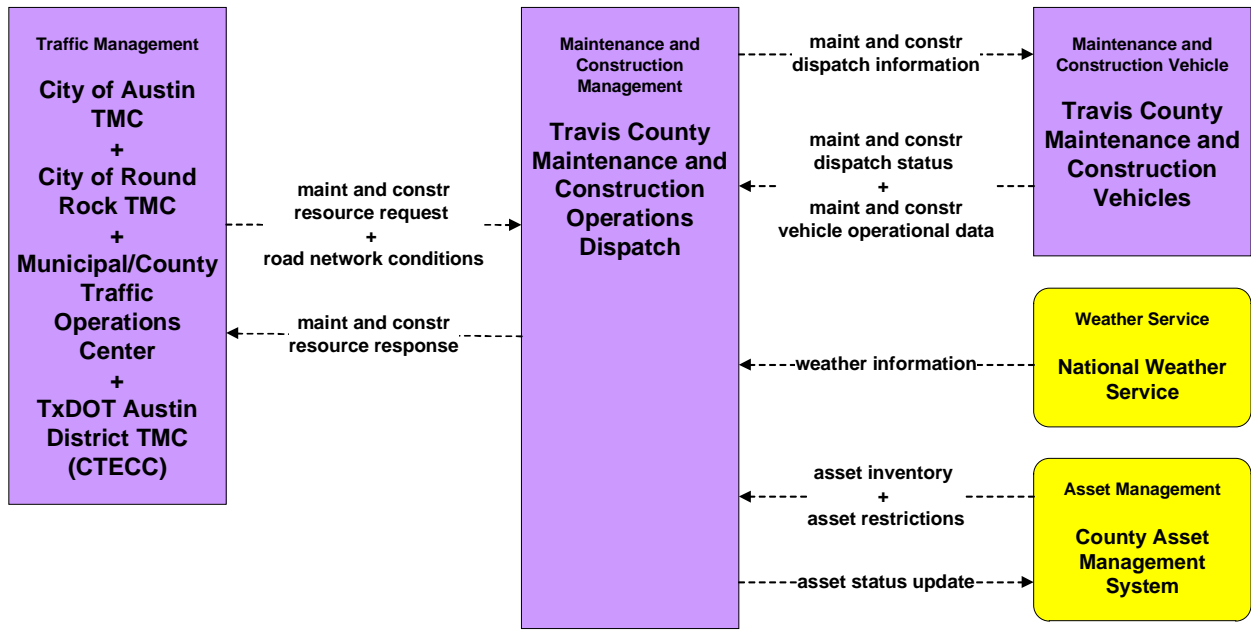 Traffic Management
City of Austin
TMC
+
City of Round
Rock TMC
+
Municipal/County
Traffic
Operations
Center
+
TxDOT Austin
District TMC
(CTECC)
maint and constr
resource request
+
road network conditions
maint and constr
resource response
Maintenance and
Construction
Management
Travis County
Maintenance and
Construction
Operations
Dispatch
maint and constr
dispatch information
maint and constr
dispatch status
+
maint and constr
vehicle operational data
weather information
asset inventory
+
asset restrictions
asset status update
Maintenance and
Construction Vehicle
Travis County
Maintenance and
Construction
Vehicles
Weather Service
National Weather
Service
Asset Management
County Asset
Management
System